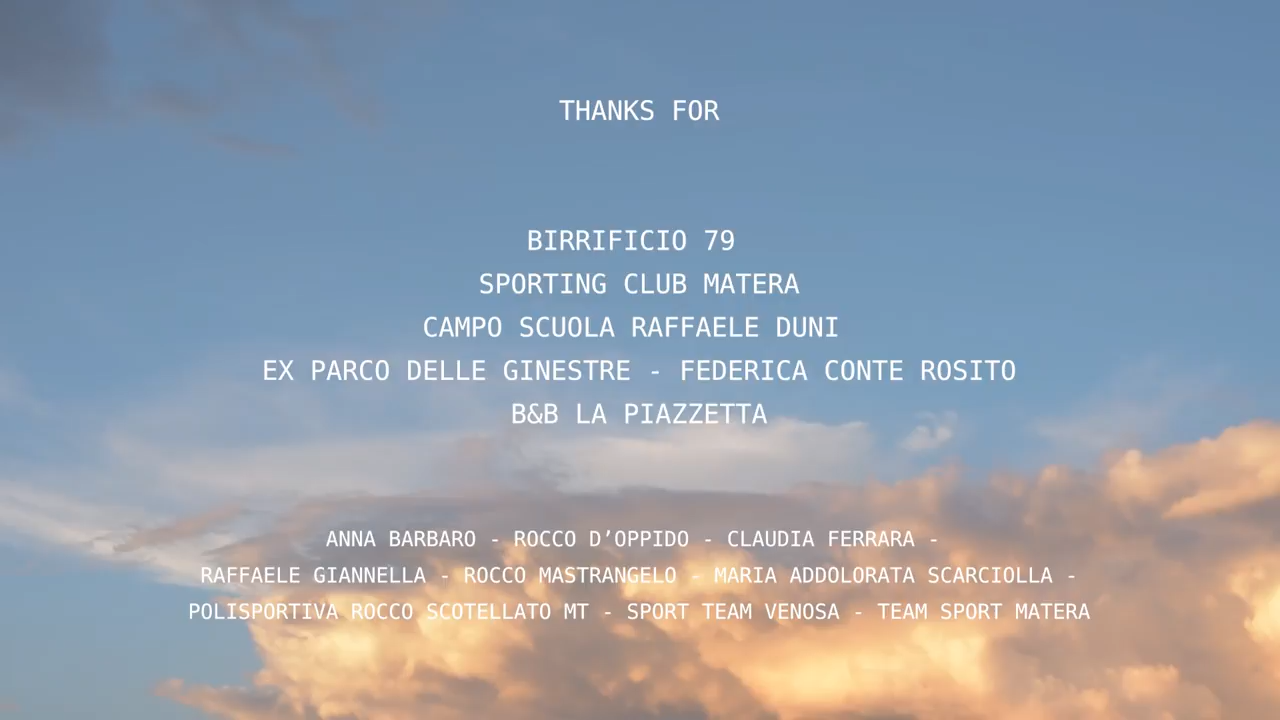 THANKS FOR
BIRRIFICIO 79
SPORTING CLUB MATERA
CAMPO SCUOLA RAFFAELE DUNI
EX PARCO DELLE GINESTRE - FEDERICA CONTE ROSITO
B&B LA PIAZZETTA
ANNA BARBARO - ROCCO D’OPPIDO - CLAUDIA FERRARA -
RAFFAELE GIANNELLA - ROCCO MASTRANGELO - MARIA ADDOLORATA SCARCIOLLA -
POLISPORTIVA ROCCO SCOTELLATO MT - SPORT TEAM VENOSA - TEAM SPORT MATERA